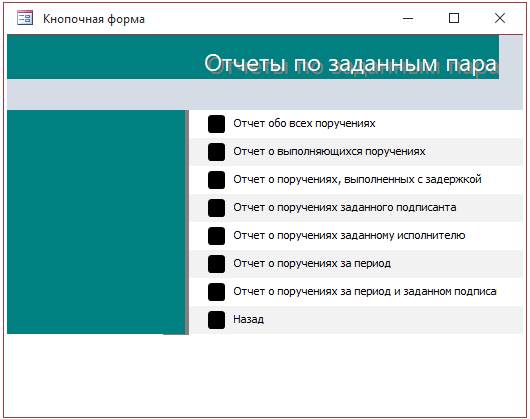 Кнопочная форма
Отчеты по заданным пара
Отчет обо всех поручениях
Отчет о выполняющихся поручениях
Отчет о поручениях, выполненных с задержкой
Отчет о поручениях заданного подписанта
Отчет о поручениях заданному исполнителю
Отчет о поручениях за период
Отчет о поручениях за период и заданном подписа
Назад